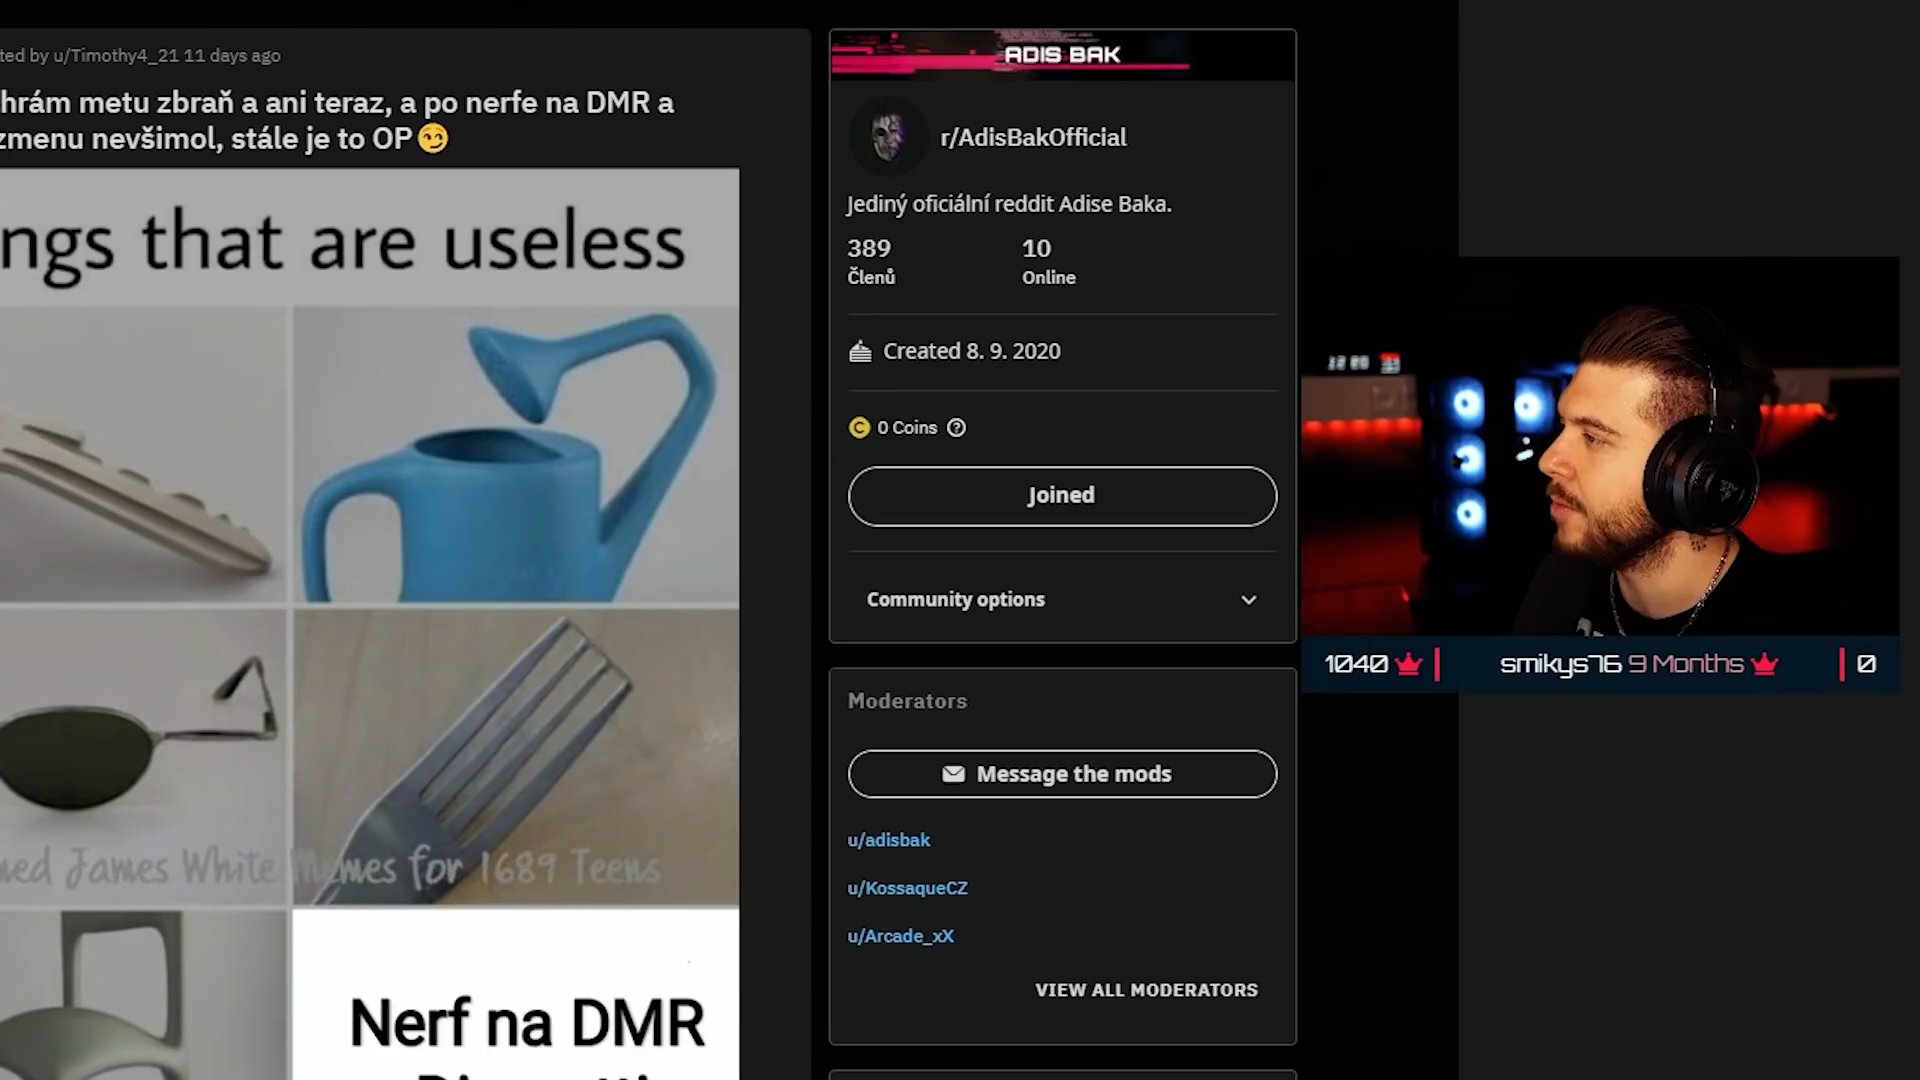 ted by u/Timothy4_21 11 days ago
hrám metu zbraň a ani teraz, a po nerfe na DMR a
zmenu nevšimol, stále je to OP😏
ngs that are useless
ned James White Memes for 1689 Teens
Nerf na DMR
ADIS BAK
r/AdisBakOfficial
Jediný oficiální reddit Adise Baka.
389
Členů
10
Online
Created 8. 9. 2020
0 Coins
Joined
Community options
Moderators
Message the mods
u/adisbak
u/KossaqueCZ
u/Arcade_xX
VIEW ALL MODERATORS
1040
smikys76 9 Months
0